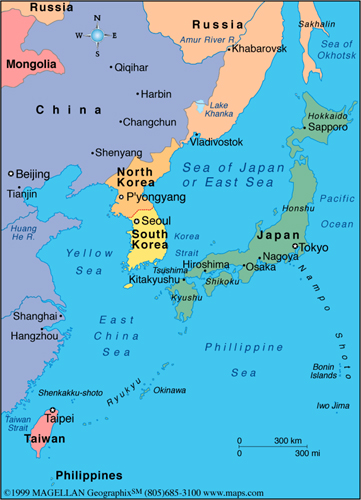 Russia
Russia
Sakhalin
N
W
E
S
Amur River R.
Khabarovsk
Sea of
Okhotsk
Mongolia
Qiqihar
Harbin
Lake
Khanka
China
Changchun
Hokkaido
Sapporo
Vladivostok
Shenyang
Sea of Japan
or East Sea
North
Korea
Beijing
Tianjin
P'yongyang
Pacific
Ocean
Honshu
Seoul
South
Korea
Huang
He R.
Korea
Strait
Japan
Tokyo
Yellow
Sea
Nagoya
Tsushima
Hiroshima
Osaka
Kitakyushu
Shikoku
Kyushu
Nampo Shoto
Shanghai
Hangzhou
East
China
Sea
Phillippine
Sea
Bonin
Islands
Shenkakku-shoto
Ryukyu
Okinawa
Iwo Jima
Taiwan
Strait
Taipei
Taiwan
0
300 km
0
300 mi
Philippines
©1999 MAGELLAN Geographix℠ (805)685-3100 www.maps.com